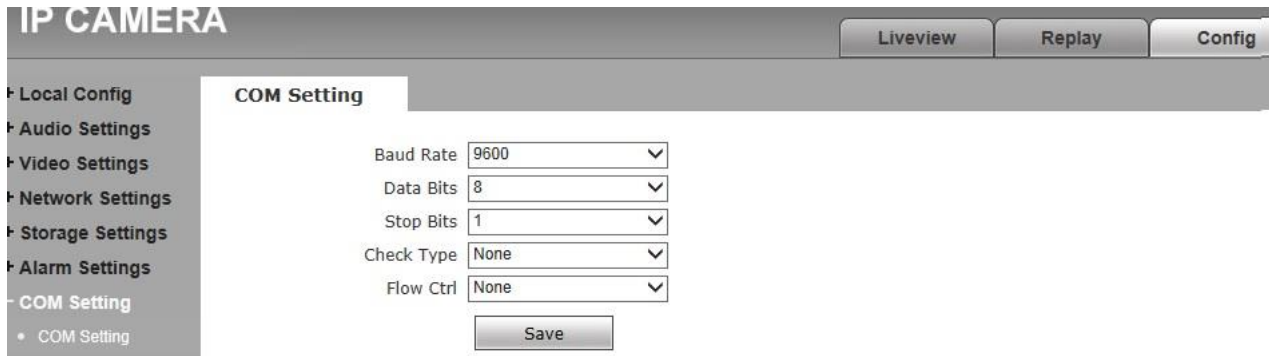 IP CAMERA
Liveview Replay Config
+ Local Config
+ Audio Settings
+ Video Settings
+ Network Settings
+ Storage Settings
+ Alarm Settings
- COM Setting
• COM Setting
COM Setting
Baud Rate 9600
Data Bits 8
Stop Bits 1
Check Type None
Flow Ctrl None
Save